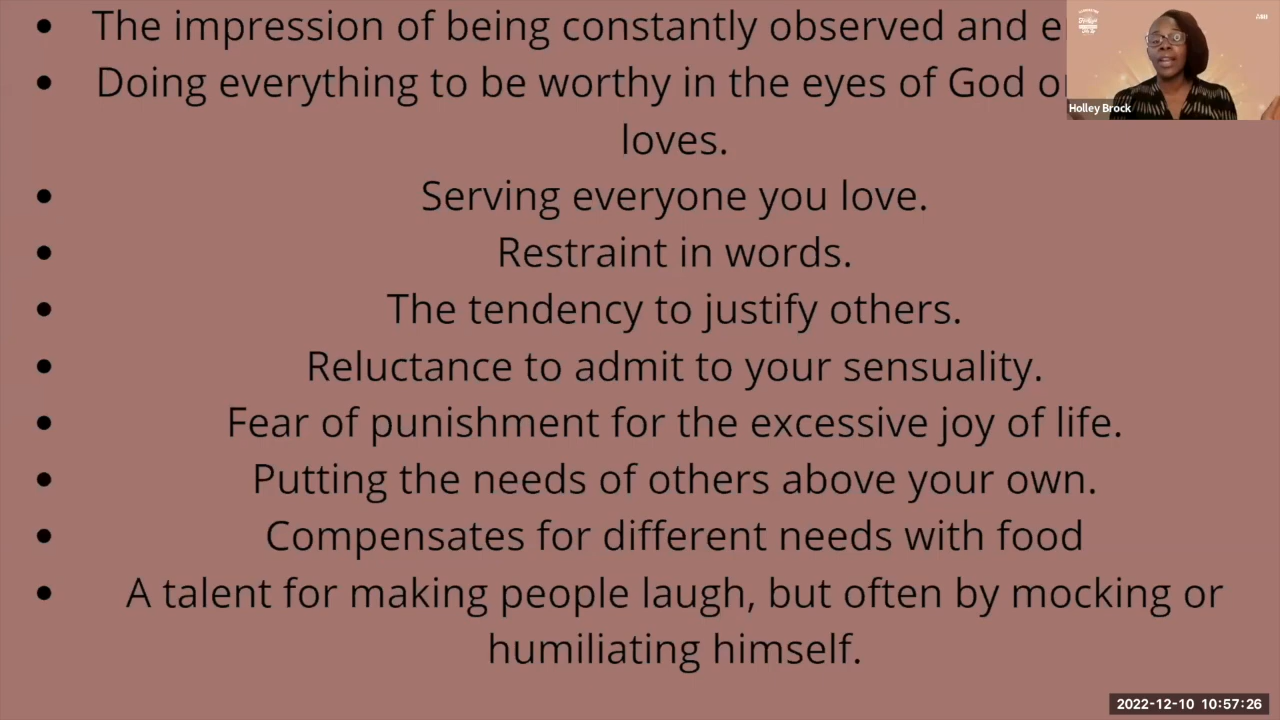 The impression of being constantly observed and
Doing everything to be worthy in the eyes of God
loves.
Serving everyone you love.
Restraint in words.
The tendency to justify others.
Reluctance to admit to your sensuality.
Fear of punishment for the excessive joy of life.
Putting the needs of others above your own.
Compensates for different needs with food
A talent for making people laugh, but often by mocking or
humiliating himself.
Holley Brock
2022-12-10 10:57:26